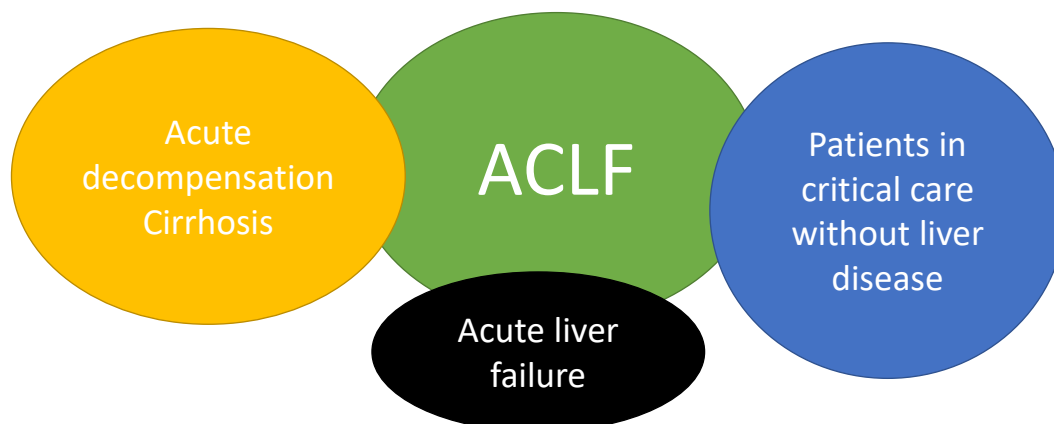 Acute
decompensation
Cirrhosis
ACLF
Patients in
critical care
without liver
disease
Acute liver
failure